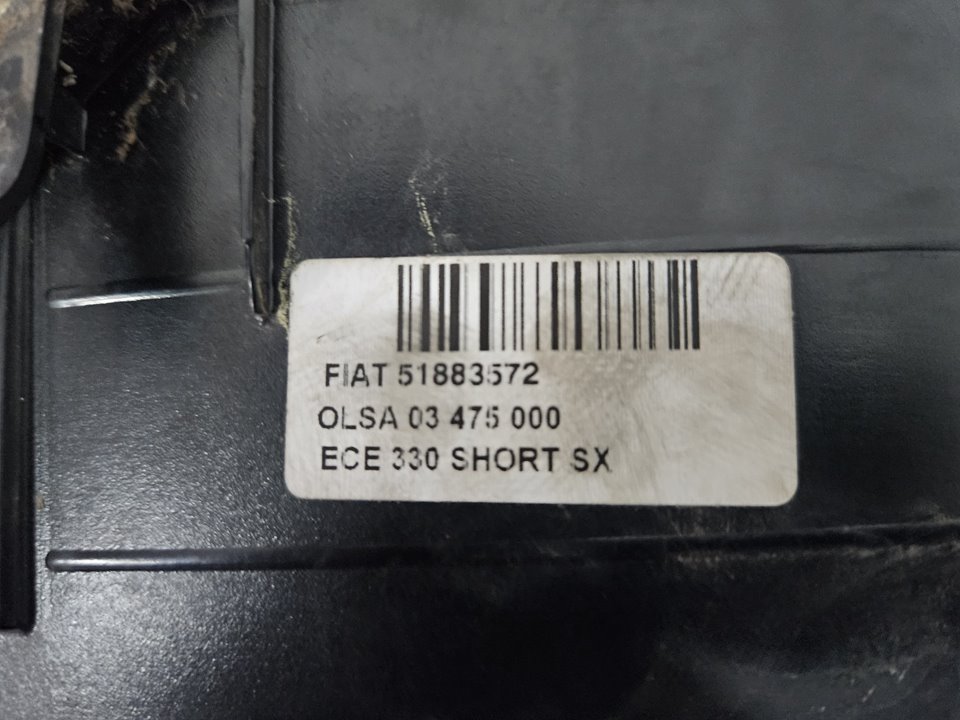 FIAT 51883572
OLSA 03 475 000
ECE 330 SHORT SX